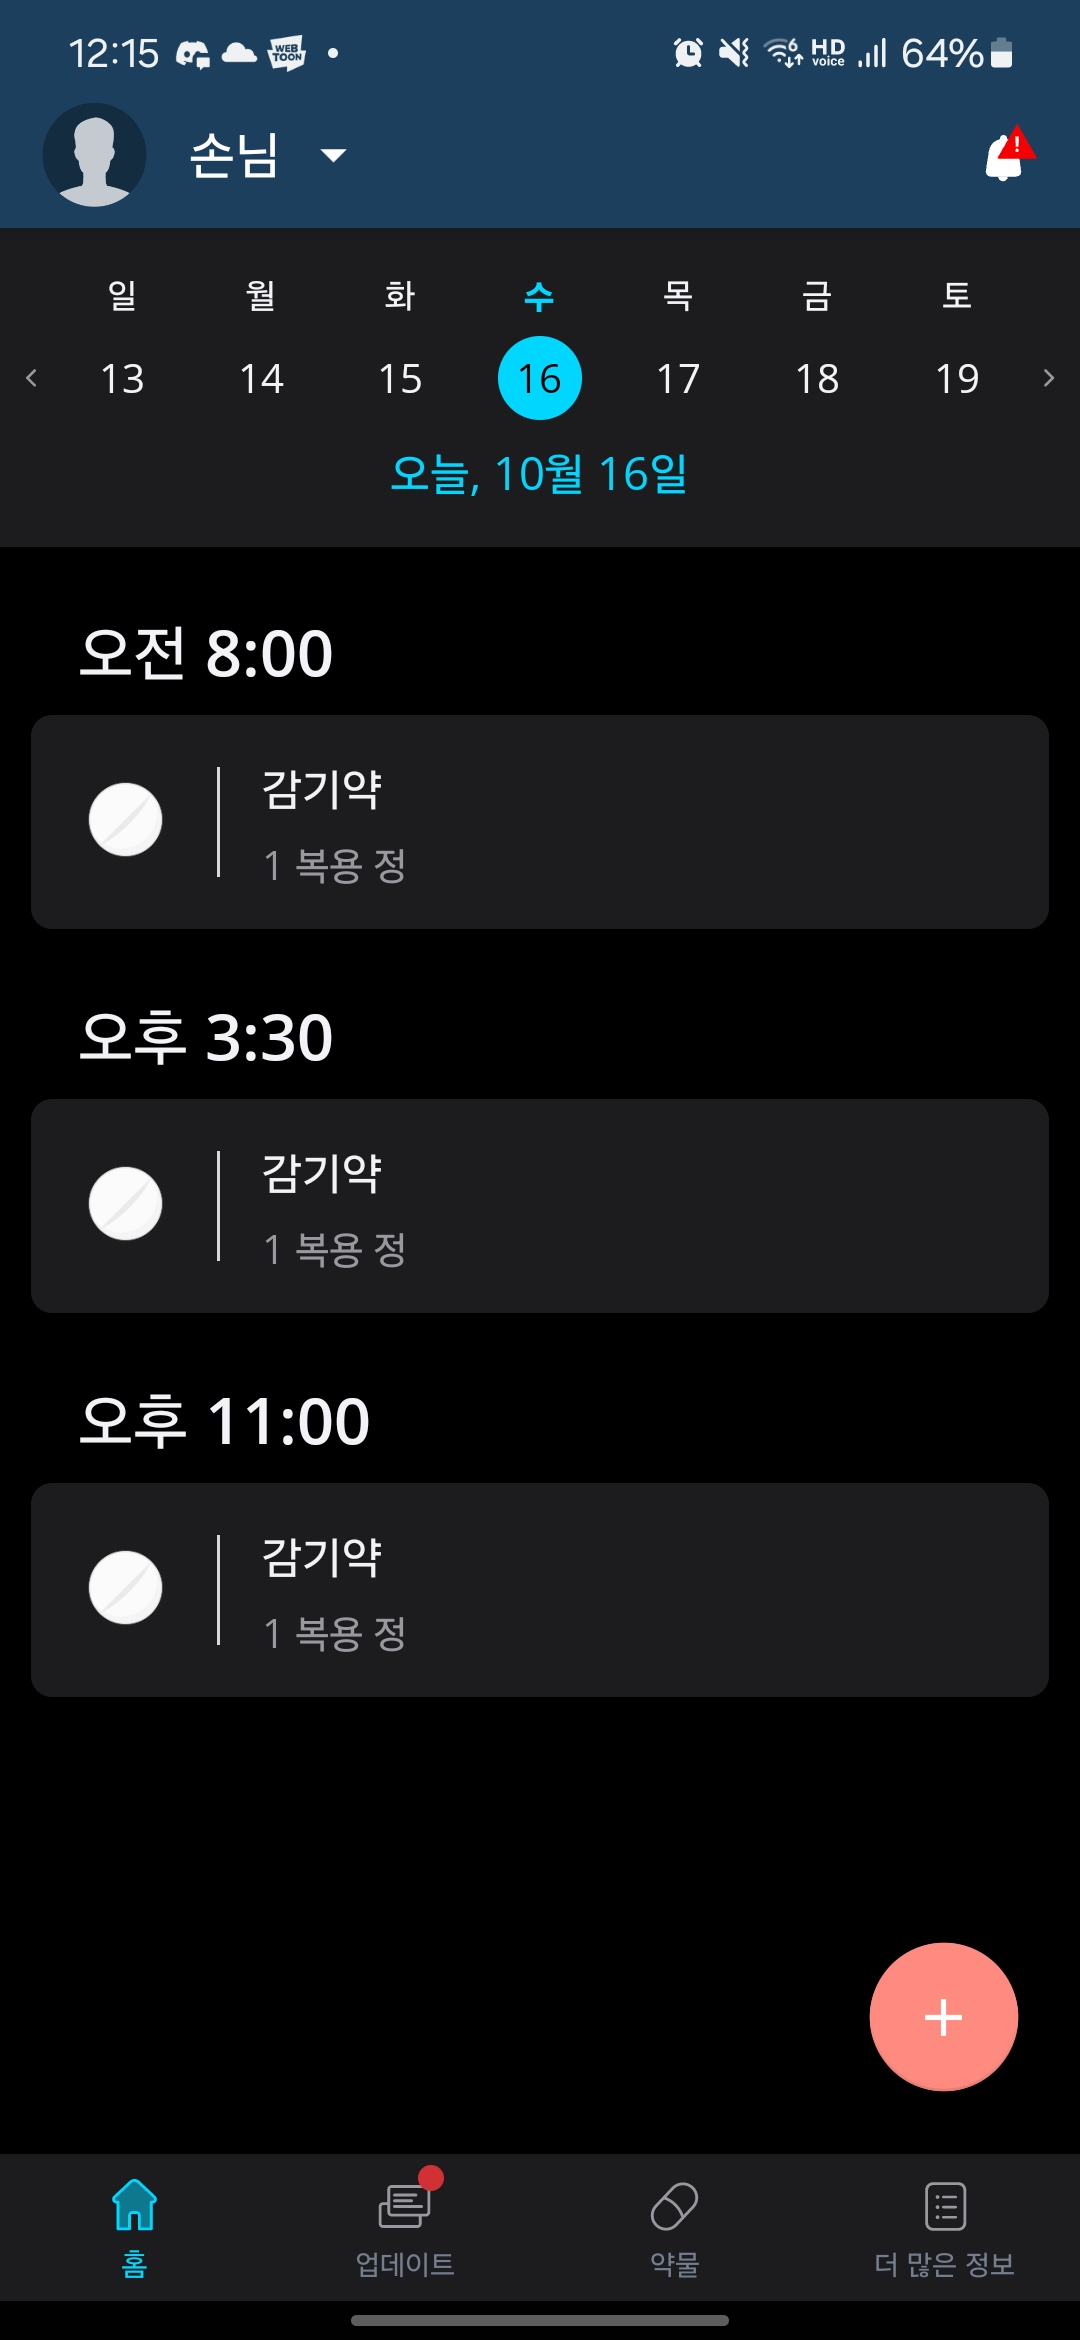 12:15 WEB TOON 6 HD voice 64%
손님
!
일 월 화 수 목 금 토
13 14 15 16 17 18 19
오늘, 10월 16일
오전 8:00
감기약
1 복용 정
오후 3:30
감기약
1 복용 정
오후 11:00
감기약
1 복용 정
+
홈 업데이트 약물 더 많은 정보